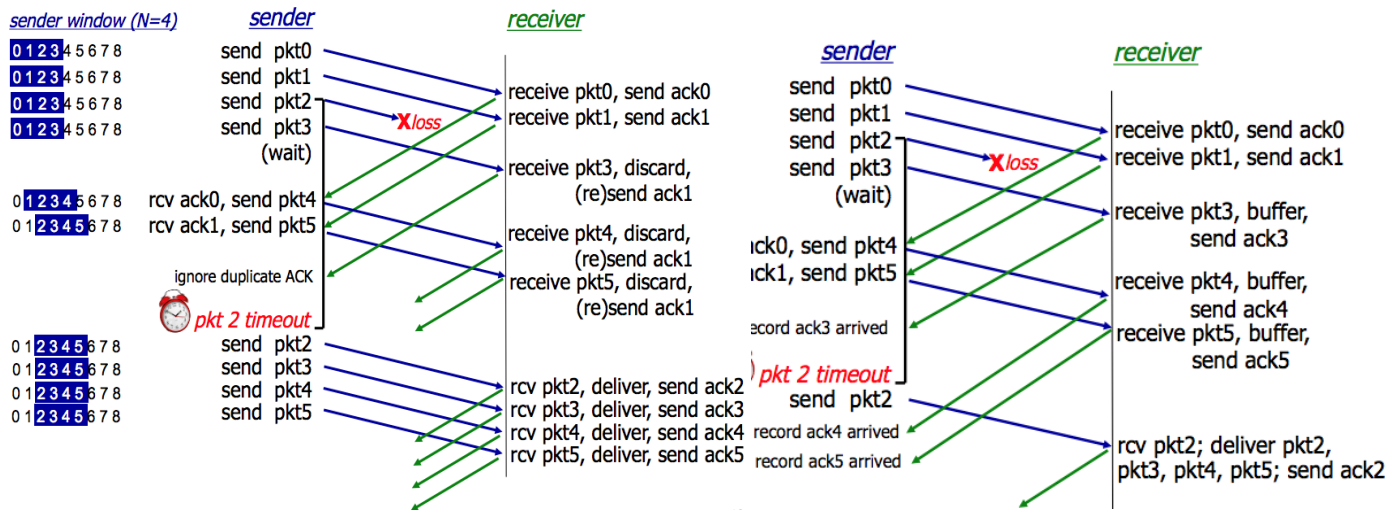 sender window (N=4)
sender
receiver
0 1 2 3 4 5 6 7 8
send pkt0
0 1 2 3 4 5 6 7 8
send pkt1
0 1 2 3 4 5 6 7 8
send pkt2
0 1 2 3 4 5 6 7 8
send pkt3
(wait)
X loss
receive pkt0, send ack0
receive pkt1, send ack1
receive pkt3, discard,
(re)send ack1
0 1 2 3 4 5 6 7 8
rcv ack0, send pkt4
0 1 2 3 4 5 6 7 8
rcv ack1, send pkt5
receive pkt4, discard,
(re)send ack1
receive pkt5, discard,
(re)send ack1
ignore duplicate ACK
pkt 2 timeout
0 1 2 3 4 5 6 7 8
send pkt2
0 1 2 3 4 5 6 7 8
send pkt3
0 1 2 3 4 5 6 7 8
send pkt4
0 1 2 3 4 5 6 7 8
send pkt5
rcv pkt2, deliver, send ack2
rcv pkt3, deliver, send ack3
rcv pkt4, deliver, send ack4
rcv pkt5, deliver, send ack5
sender
receiver
send pkt0
send pkt1
send pkt2
send pkt3
(wait)
X loss
receive pkt0, send ack0
receive pkt1, send ack1
receive pkt3, buffer,
send ack3
ack0, send pkt4
ack1, send pkt5
receive pkt4, buffer,
send ack4
receive pkt5, buffer,
send ack5
ecord ack3 arrived
pkt 2 timeout
send pkt2
record ack4 arrived
record ack5 arrived
rcv pkt2; deliver pkt2,
pkt3, pkt4, pkt5; send ack2